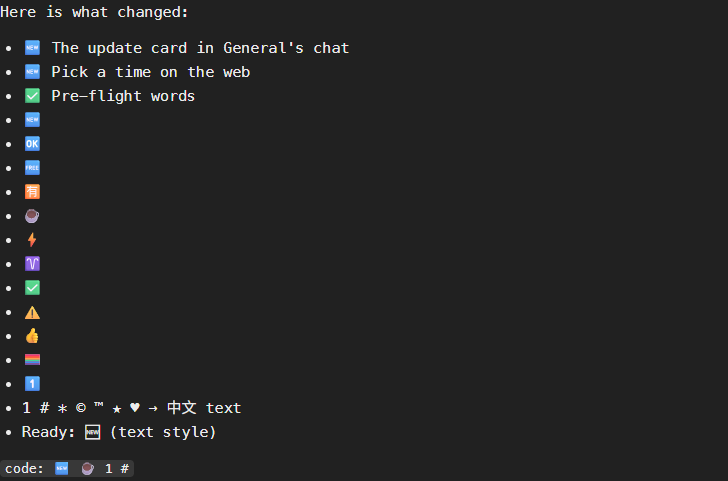 Here is what changed:
• 🆕 The update card in General's chat
• 🆕 Pick a time on the web
• ✅ Pre-flight words
• 🆕
• 🆗
• 🆓
• 🈶
• ☕
• ⚡
• ♈
• ✅
• ⚠️
• 👍
• 🏳️‍🌈
• 1️⃣
• 1 # * © ™ ★ ♥ → 中文 text
• Ready: 🆕︎ (text style)
code: 🆕 ☕ 1 #